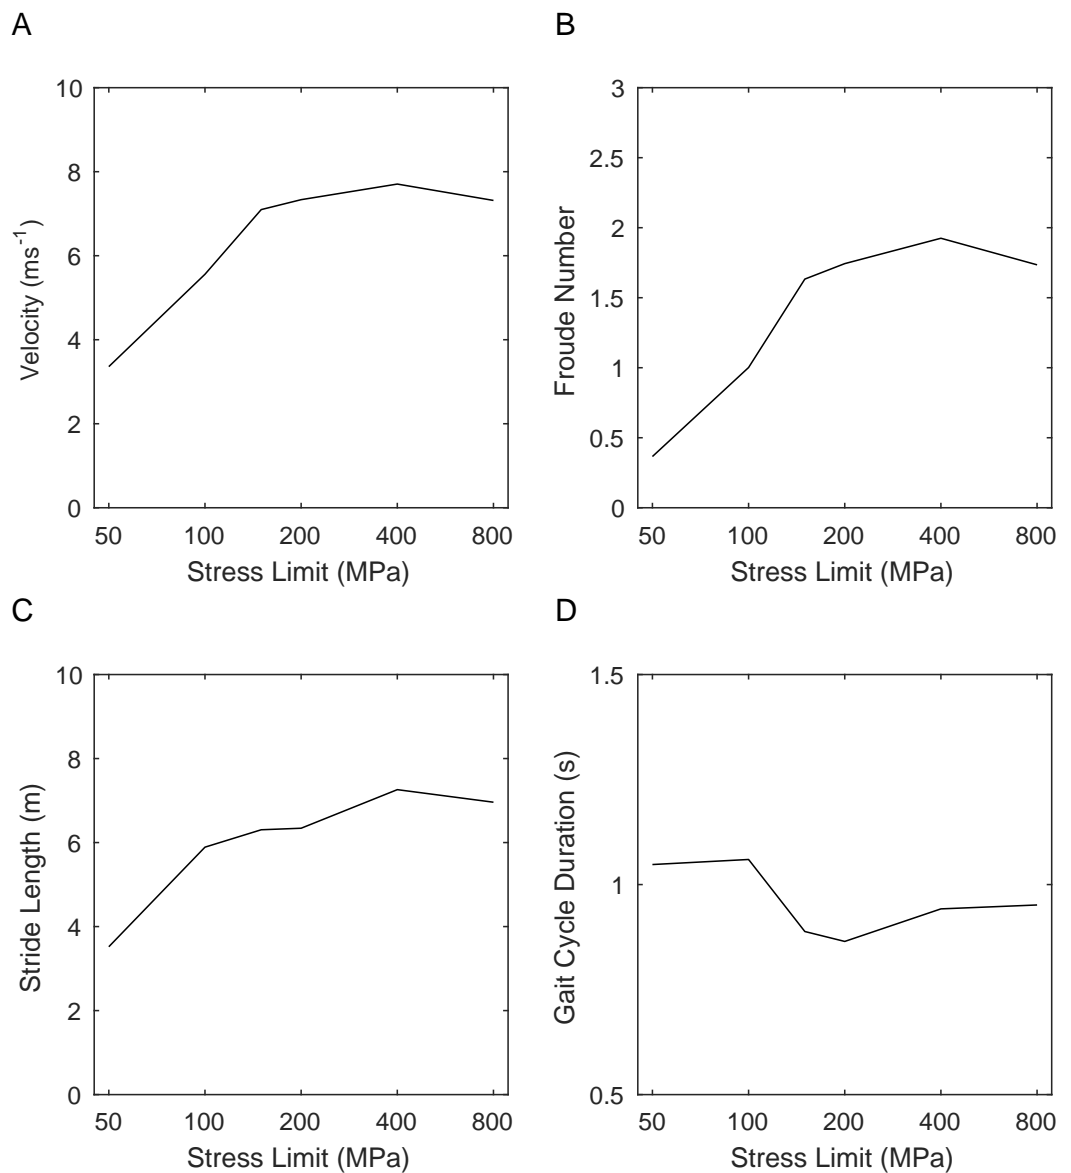 A
Velocity (ms-1)
10
8
6
4
2
0
50 100 200 400 800
Stress Limit (MPa)
B
Froude Number
3
2.5
2
1.5
1
0.5
0
50 100 200 400 800
Stress Limit (MPa)
C
Stride Length (m)
10
8
6
4
2
0
50 100 200 400 800
Stress Limit (MPa)
D
Gait Cycle Duration (s)
1.5
1
0.5
50 100 200 400 800
Stress Limit (MPa)